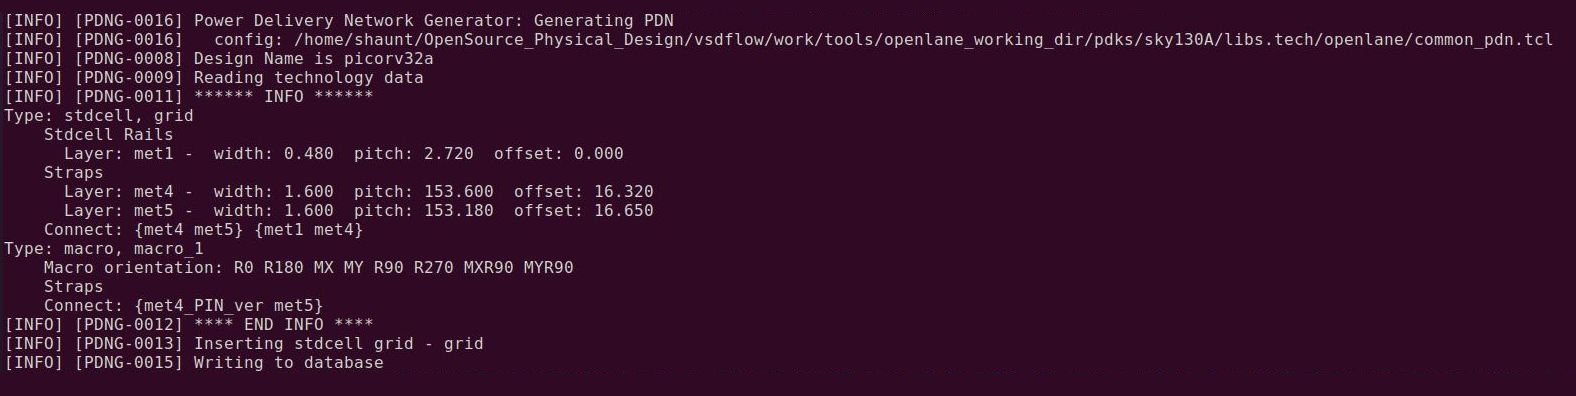 [INFO] [PDNG-0016] Power Delivery Network Generator: Generating PDN
[INFO] [PDNG-0016]   config: /home/shaunt/OpenSource_Physical_Design/vsdflow/work/tools/openlane_working_dir/pdks/sky130A/libs.tech/openlane/common_pdn.tcl
[INFO] [PDNG-0008] Design Name is picorv32a
[INFO] [PDNG-0009] Reading technology data
[INFO] [PDNG-0011] ****** INFO ******
Type: stdcell, grid
    Stdcell Rails
      Layer: met1 -  width: 0.480  pitch: 2.720  offset: 0.000
    Straps
      Layer: met4 -  width: 1.600  pitch: 153.600  offset: 16.320
      Layer: met5 -  width: 1.600  pitch: 153.180  offset: 16.650
    Connect: {met4 met5} {met1 met4}
Type: macro, macro_1
    Macro orientation: R0 R180 MX MY R90 R270 MXR90 MYR90
    Straps
    Connect: {met4_PIN_ver met5}
[INFO] [PDNG-0012] **** END INFO ****
[INFO] [PDNG-0013] Inserting stdcell grid - grid
[INFO] [PDNG-0015] Writing to database